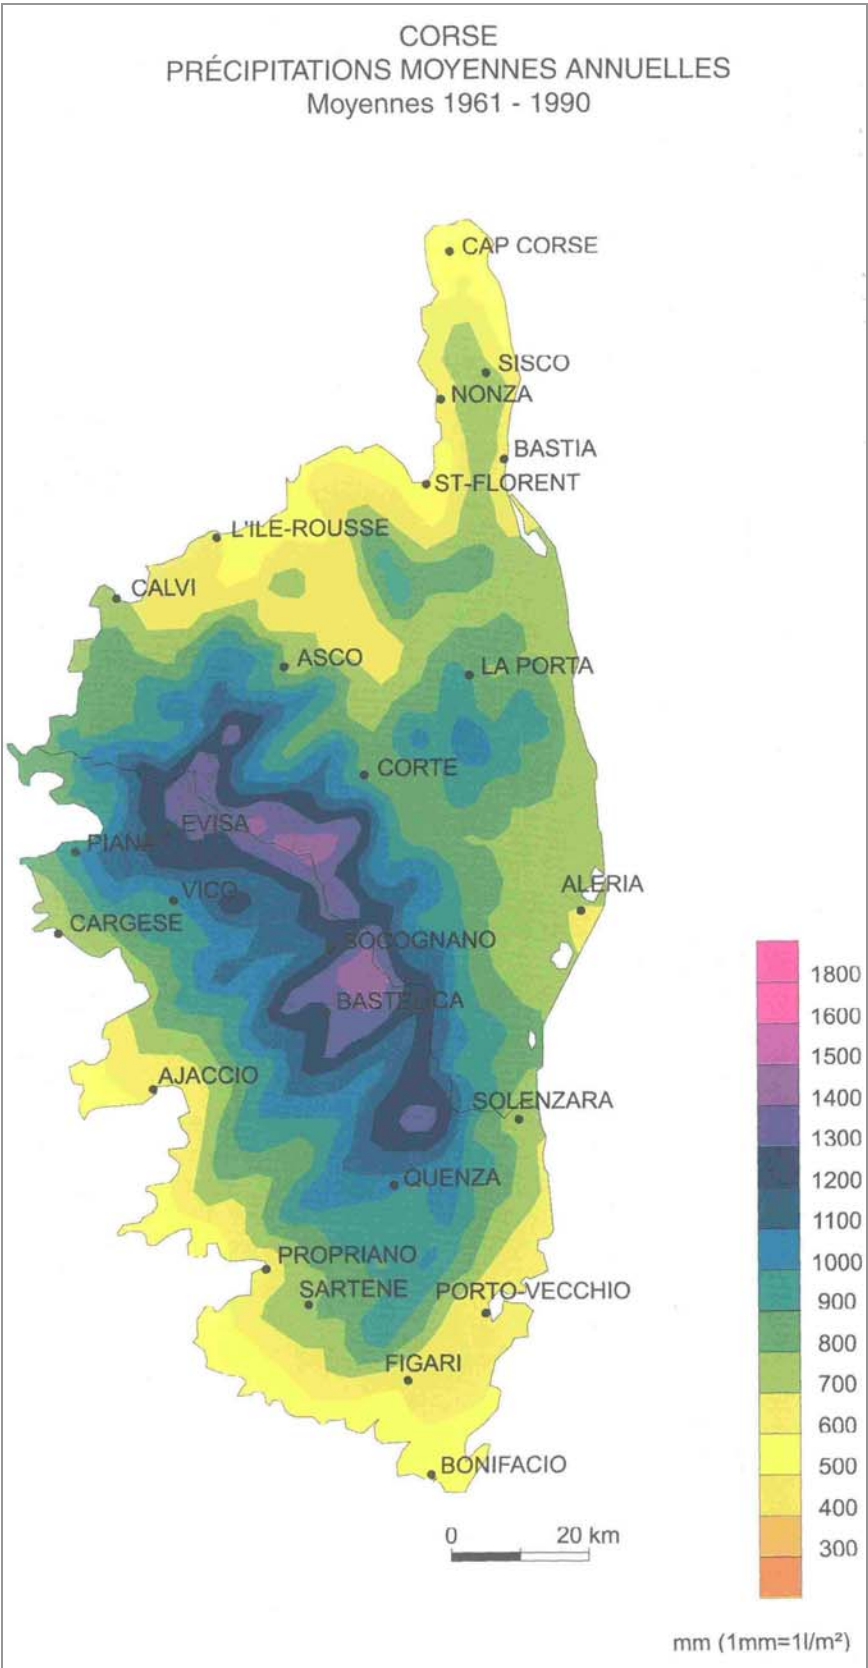 CORSE
PRÉCIPITATIONS MOYENNES ANNUELLES
Moyennes 1961 - 1990
CAP CORSE
SISCO
NONZA
BASTIA
ST-FLORENT
L'ILE-ROUSSE
CALVI
ASCO
LA PORTA
CORTE
EVISA
PIANA
VICO
ALERIA
CARGESE
SOCOGNANO
BASTELICA
AJACCIO
SOLENZARA
QUENZA
PROPRIANO
SARTENE
PORTO-VECCHIO
FIGARI
BONIFACIO
0 20 km
1800
1600
1500
1400
1300
1200
1100
1000
900
800
700
600
500
400
300
mm (1mm=1l/m²)